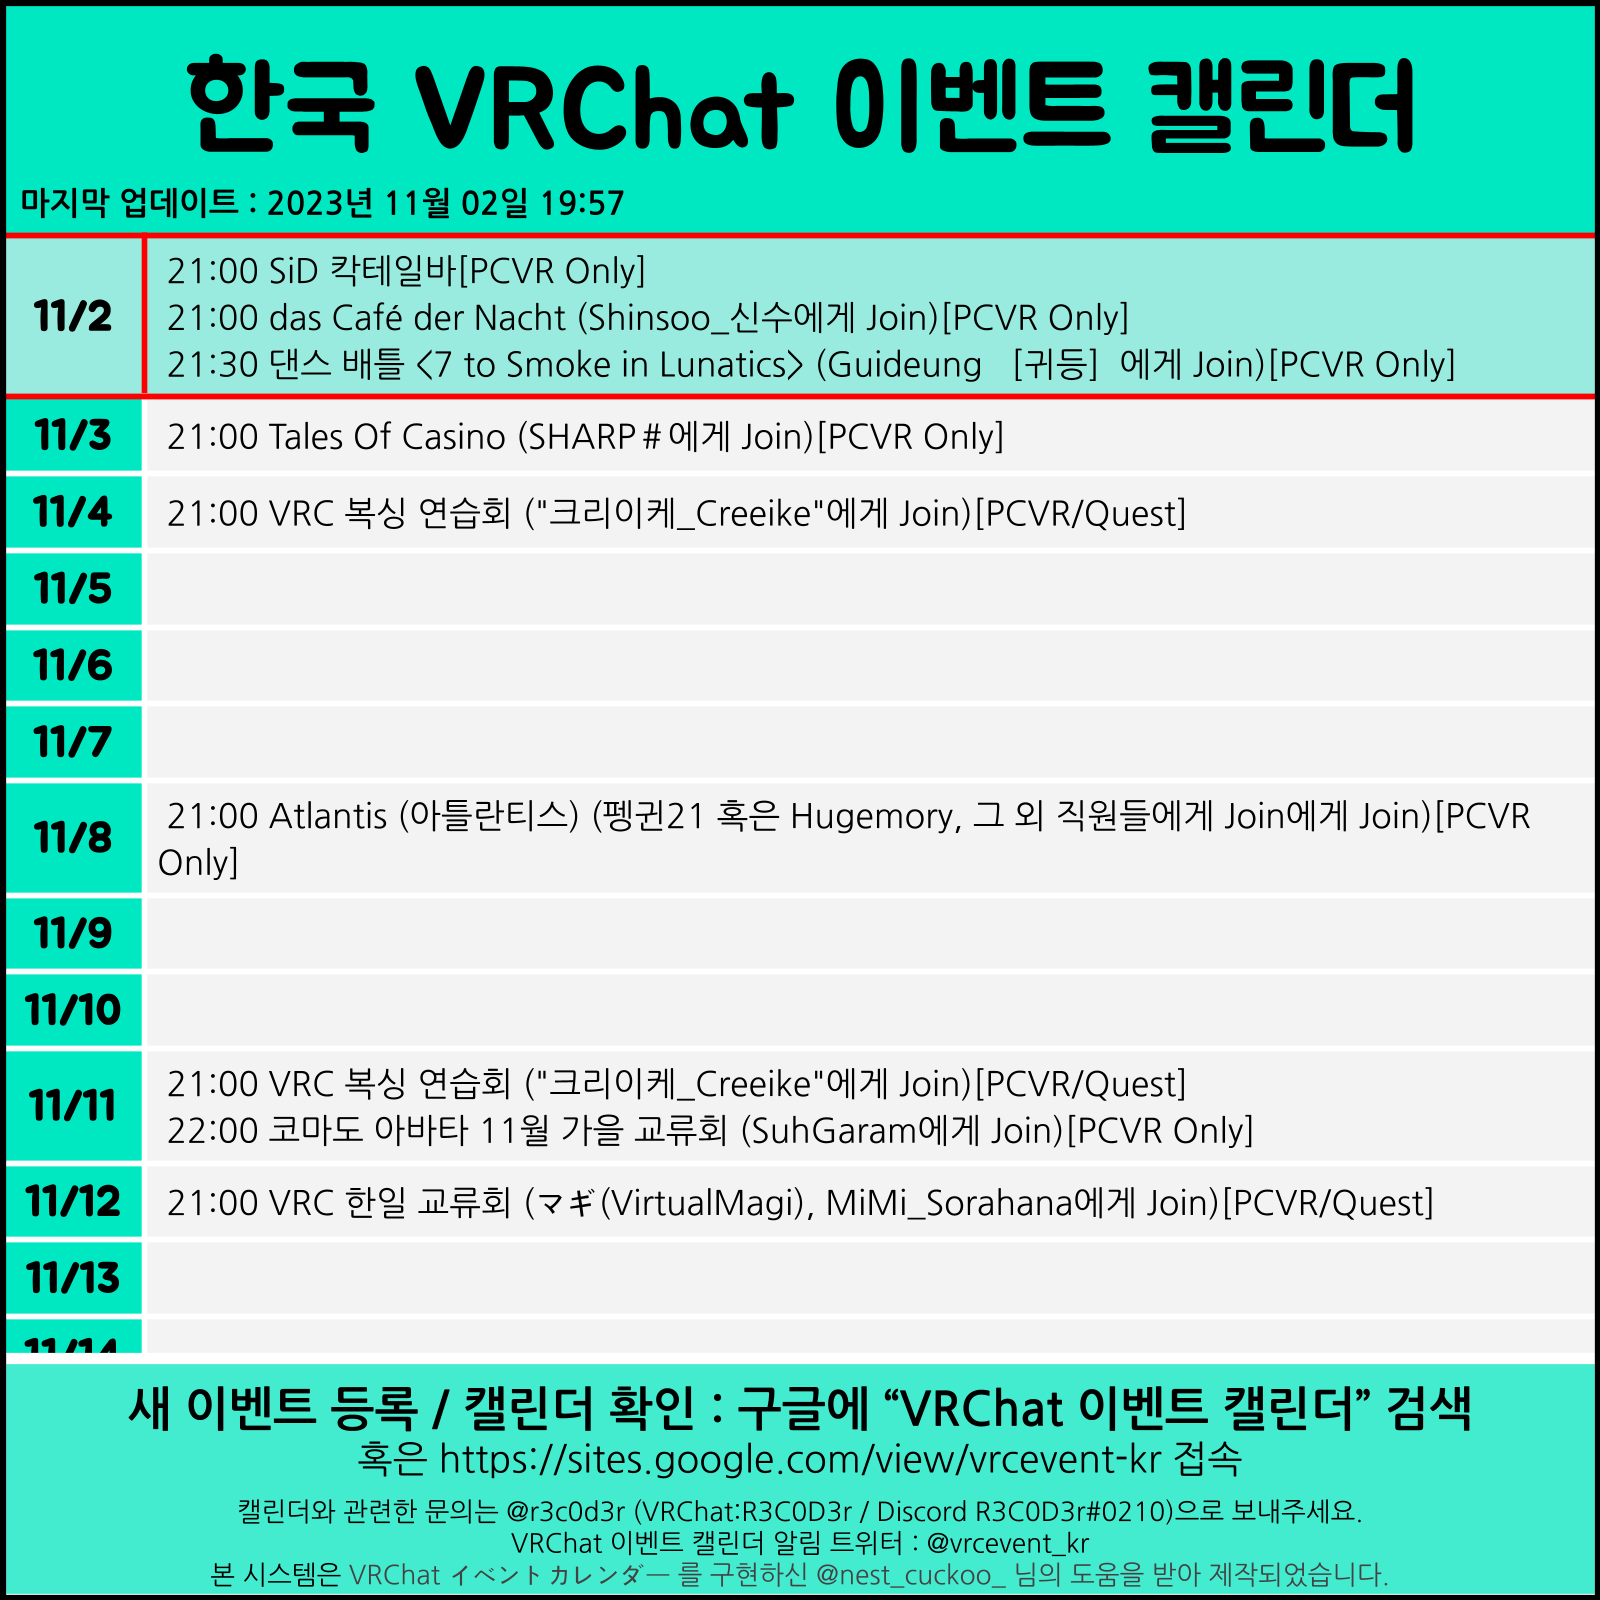 한국 VRChat 이벤트 캘린더
마지막 업데이트 : 2023년 11월 02일 19:57
11/2
21:00 SiD 칵테일바[PCVR Only]
21:00 das Café der Nacht (Shinsoo_신수에게 Join)[PCVR Only]
21:30 댄스 배틀 <7 to Smoke in Lunatics> (Guideung [귀등] 에게 Join)[PCVR Only]
11/3
21:00 Tales Of Casino (SHARP＃에게 Join)[PCVR Only]
11/4
21:00 VRC 복싱 연습회 ("크리이케_Creeike"에게 Join)[PCVR/Quest]
11/5
11/6
11/7
11/8
21:00 Atlantis (아틀란티스) (펭귄21 혹은 Hugemory, 그 외 직원들에게 Join에게 Join)[PCVR
Only]
11/9
11/10
11/11
21:00 VRC 복싱 연습회 ("크리이케_Creeike"에게 Join)[PCVR/Quest]
22:00 코마도 아바타 11월 가을 교류회 (SuhGaram에게 Join)[PCVR Only]
11/12
21:00 VRC 한일 교류회 (マギ(VirtualMagi), MiMi_Sorahana에게 Join)[PCVR/Quest]
11/13
11/14
새 이벤트 등록 / 캘린더 확인 : 구글에 “VRChat 이벤트 캘린더” 검색
혹은 https://sites.google.com/view/vrcevent-kr 접속
캘린더와 관련한 문의는 @r3c0d3r (VRChat:R3C0D3r / Discord R3C0D3r#0210)으로 보내주세요.
VRChat 이벤트 캘린더 알림 트위터 : @vrcevent_kr
본 시스템은 VRChat イベントカレンダー 를 구현하신 @nest_cuckoo_ 님의 도움을 받아 제작되었습니다.